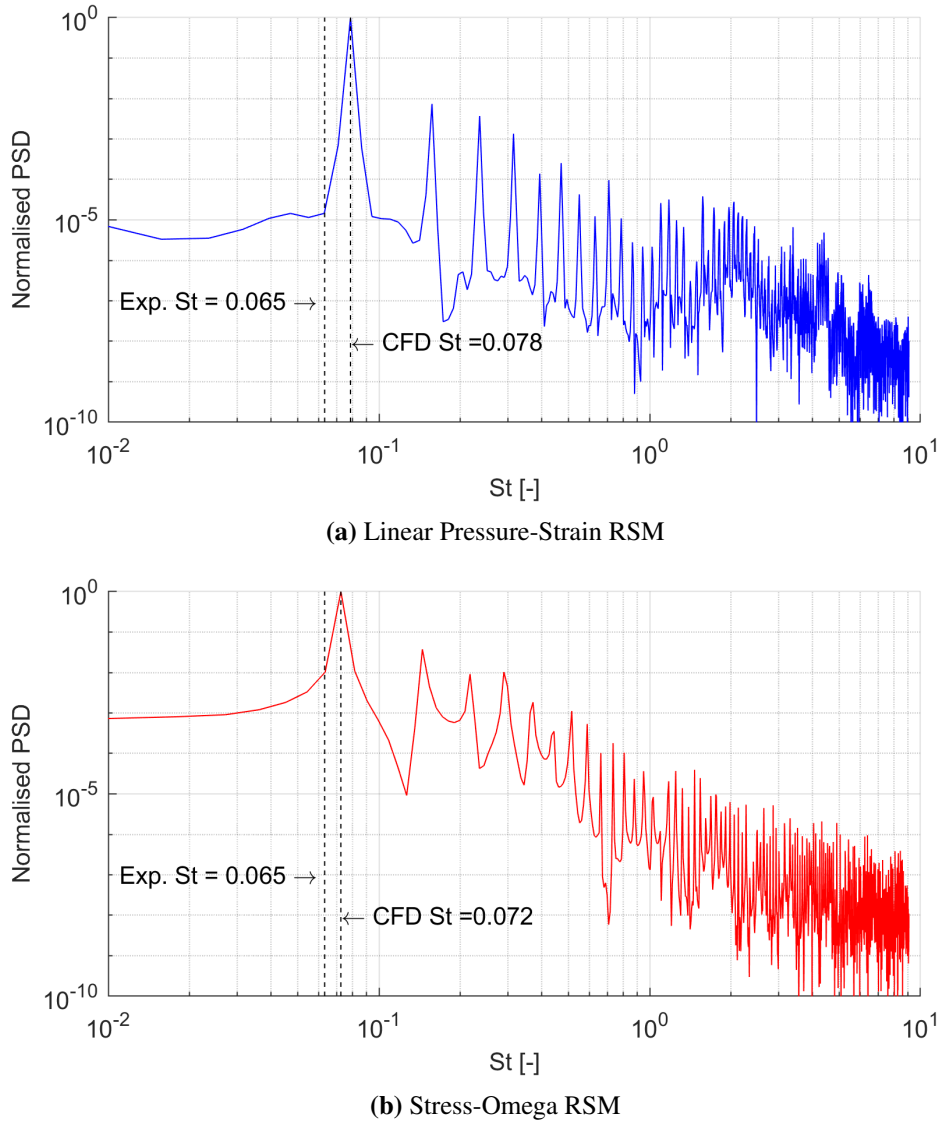 10^0
10^-5
10^-10
Normalised PSD
Exp. St = 0.065 →
← CFD St =0.078
10^-2
10^-1
10^0
10^1
St [-]
(a) Linear Pressure-Strain RSM
10^0
10^-5
10^-10
Normalised PSD
Exp. St = 0.065 →
← CFD St =0.072
10^-2
10^-1
10^0
10^1
St [-]
(b) Stress-Omega RSM